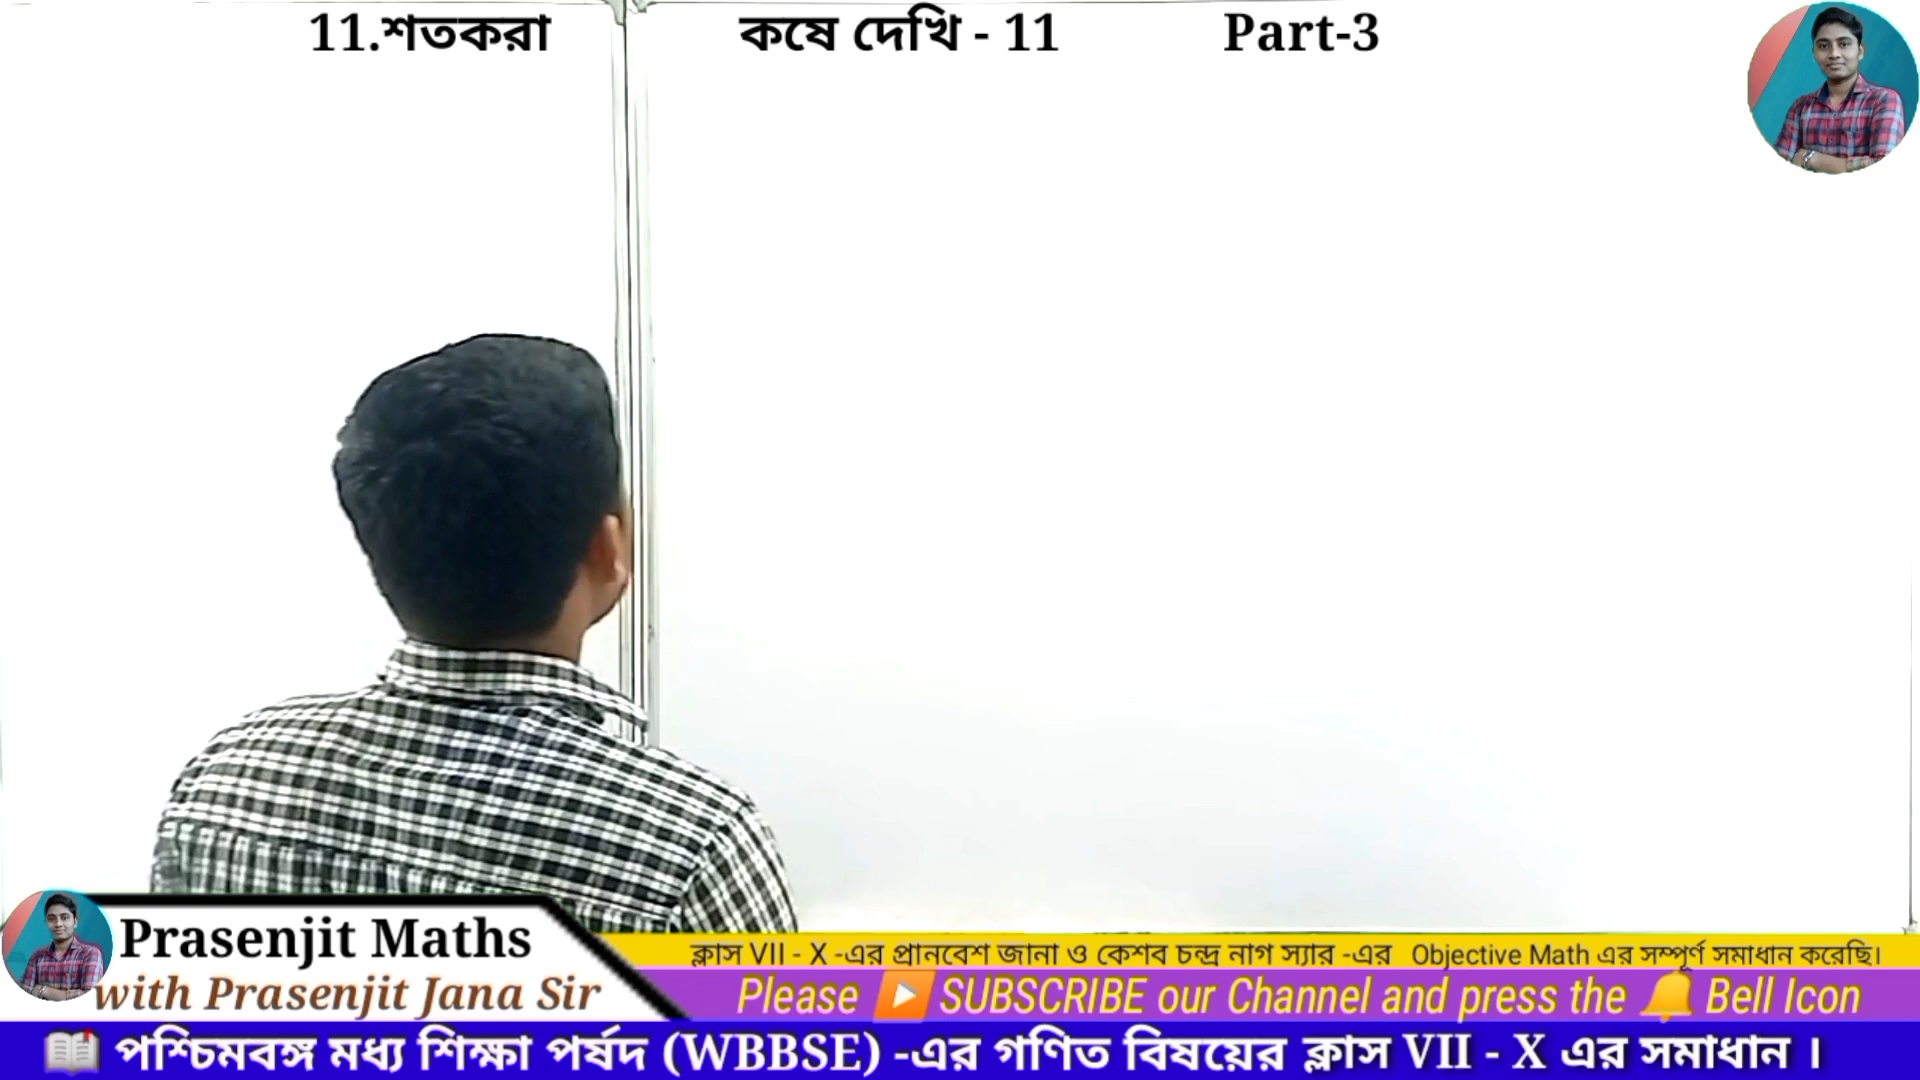 11.শতকরা কষে দেখি - 11 Part-3
Prasenjit Maths
with Prasenjit Jana Sir
ক্লাস VII - X -এর প্রানবেশ জানা ও কেশব চন্দ্র নাগ স্যার -এর Objective Math এর সম্পূর্ণ সমাধান করেছি।
Please SUBSCRIBE our Channel and press the Bell Icon
পশ্চিমবঙ্গ মধ্য শিক্ষা পর্ষদ (WBBSE) -এর গণিত বিষয়ের ক্লাস VII - X এর সমাধান ।